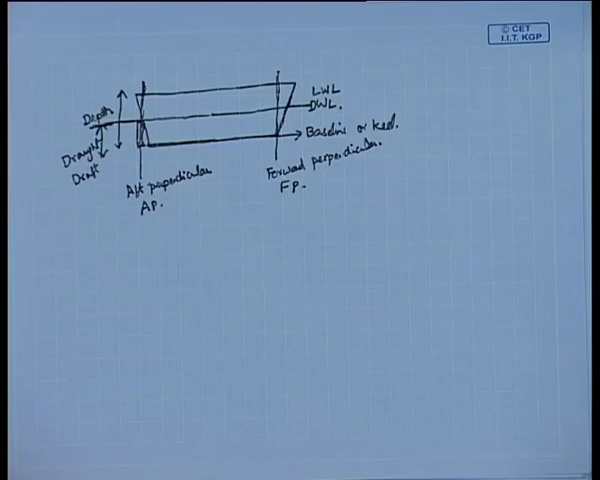 © CET
I.I.T. KGP
LWL
DWL.
Depth
Baseline or keel.
Draught
Draft
Forward perpendicular.
FP.
Aft perpendicular
AP.